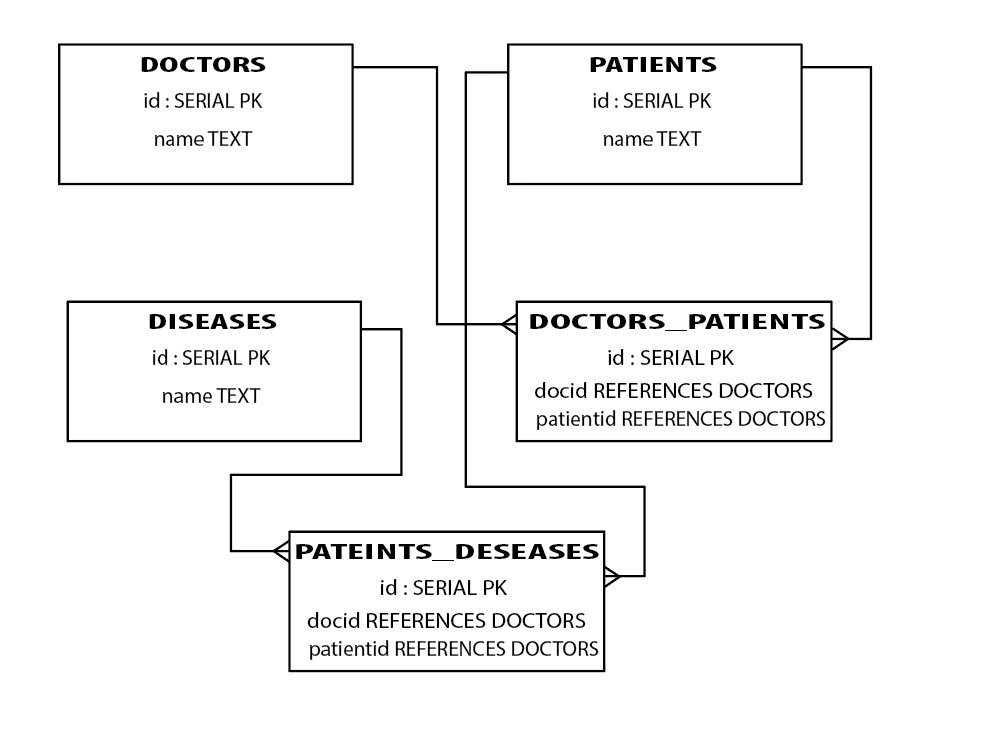 DOCTORS
id : SERIAL PK
name TEXT
PATIENTS
id : SERIAL PK
name TEXT
DISEASES
id : SERIAL PK
name TEXT
DOCTORS_PATIENTS
id : SERIAL PK
docid REFERENCES DOCTORS
patientid REFERENCES DOCTORS
PATEINTS_DESEASES
id : SERIAL PK
docid REFERENCES DOCTORS
patientid REFERENCES DOCTORS